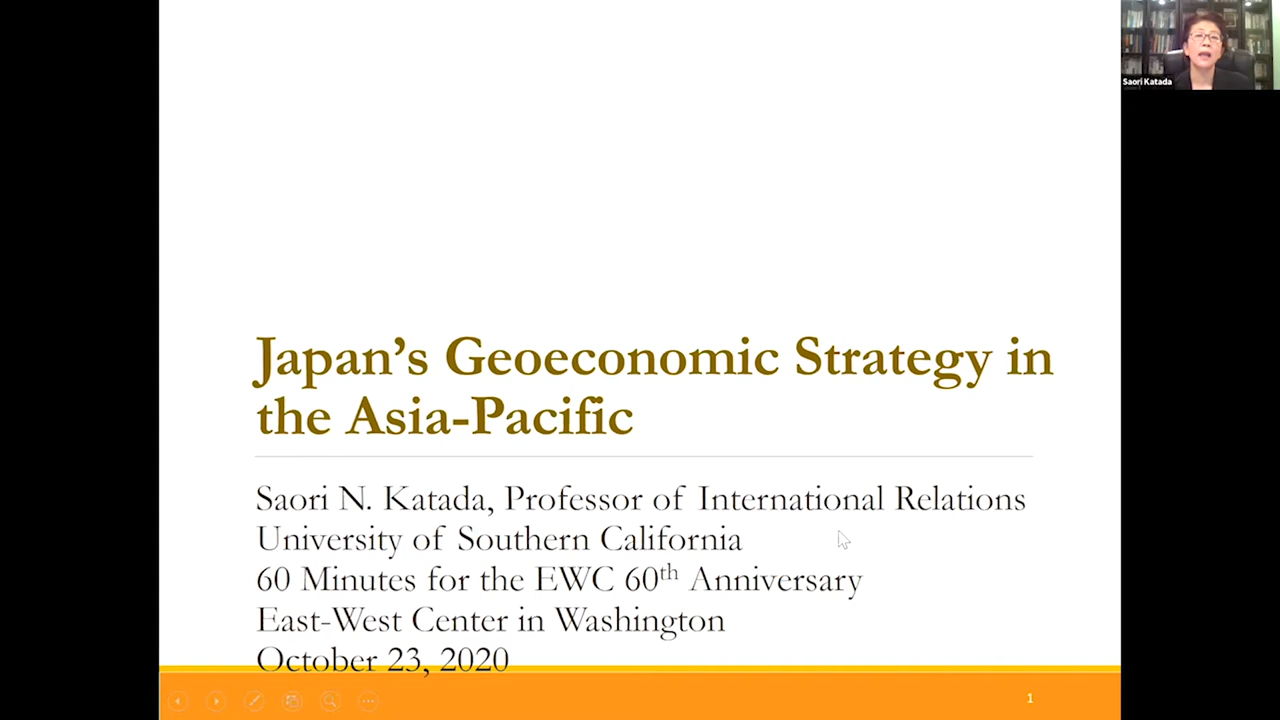 Saori Katada
Japan's Geoeconomic Strategy in
the Asia-Pacific
Saori N. Katada, Professor of International Relations
University of Southern California
60 Minutes for the EWC 60th Anniversary
East-West Center in Washington
October 23, 2020
1